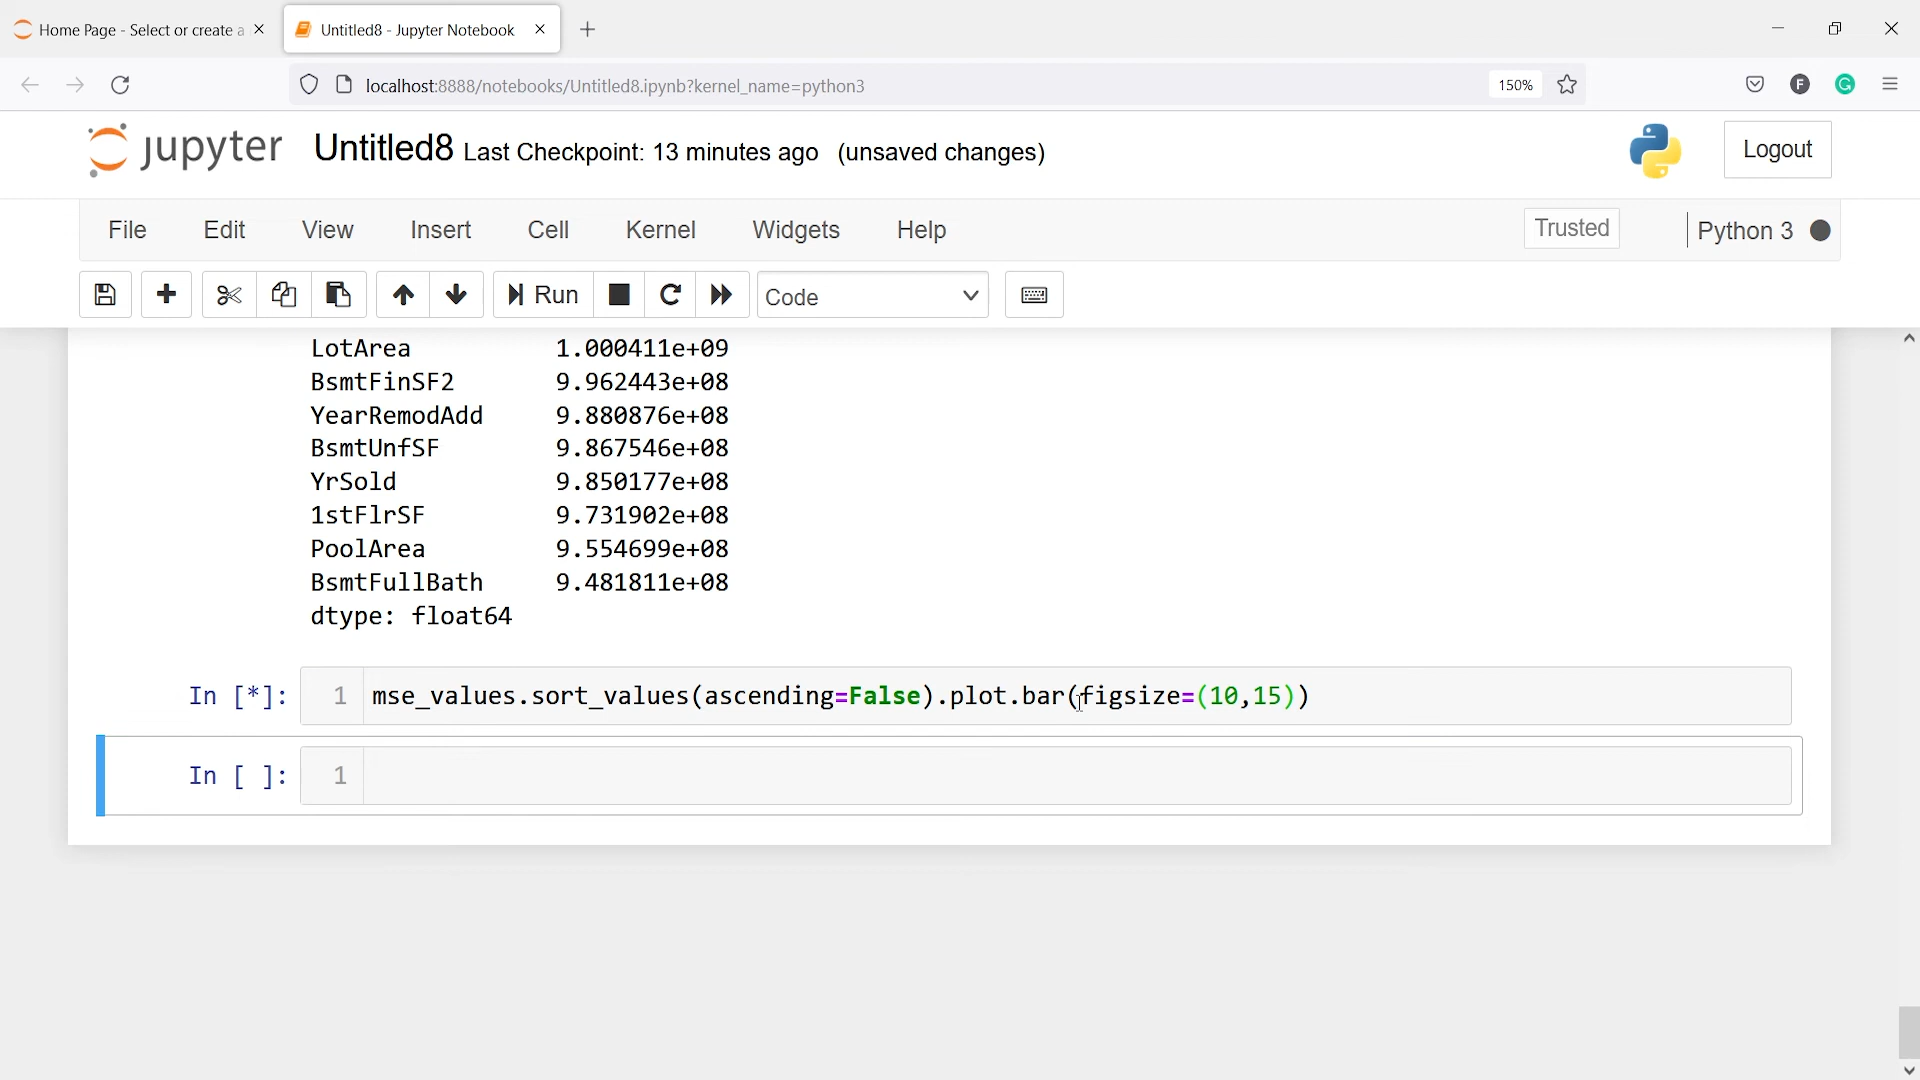 Home Page - Select or create a
Untitled8 - Jupyter Notebook
localhost:8888/notebooks/Untitled8.ipynb?kernel_name=python3
150%
F
G
jupyter Untitled8 Last Checkpoint: 13 minutes ago (unsaved changes)
Logout
File Edit View Insert Cell Kernel Widgets Help
Trusted
Python 3
Run
Code
LotArea 1.000411e+09
BsmtFinSF2 9.962443e+08
YearRemodAdd 9.880876e+08
BsmtUnfSF 9.867546e+08
YrSold 9.850177e+08
1stFlrSF 9.731902e+08
PoolArea 9.554699e+08
BsmtFullBath 9.481811e+08
dtype: float64
In [*]: 1 mse_values.sort_values(ascending=False).plot.bar(figsize=(10,15))
In [ ]: 1